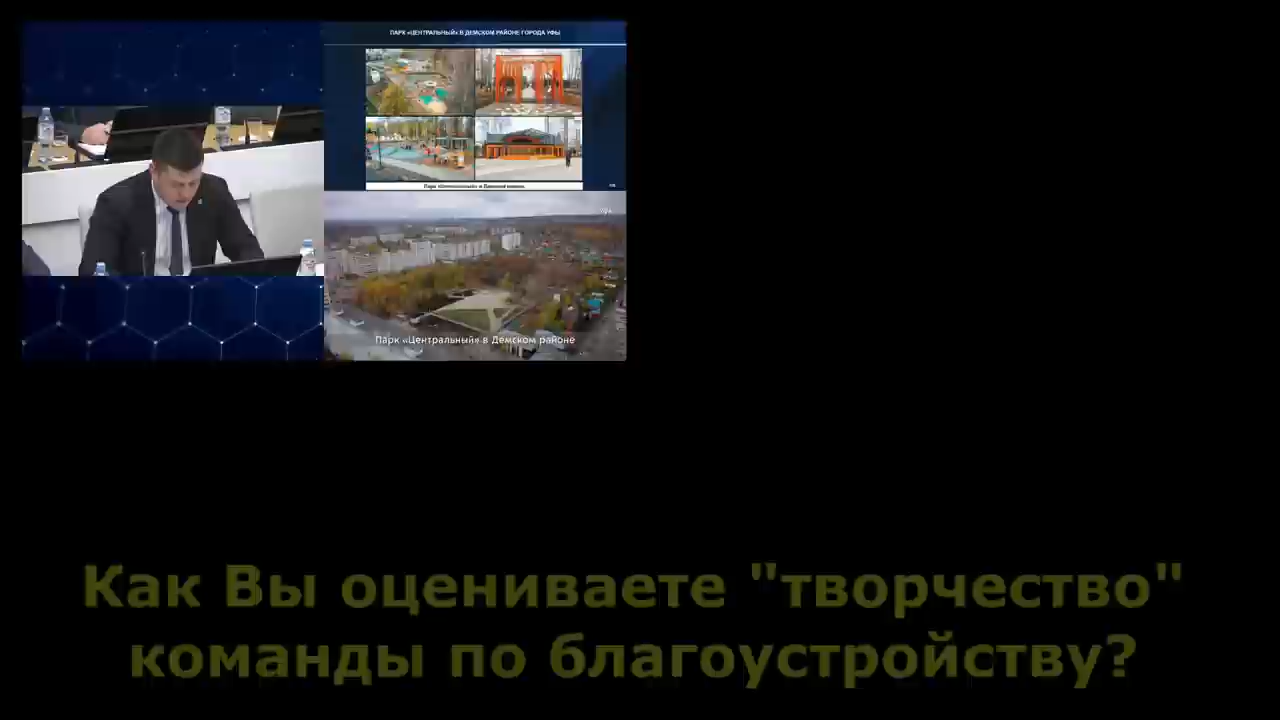 ПАРК «ЦЕНТРАЛЬНЫЙ» В ДЕМСКОМ РАЙОНЕ ГОРОДА УФЫ
Парк «Центральный» в Демском районе
Как Вы оцениваете "творчество"
команды по благоустройству?